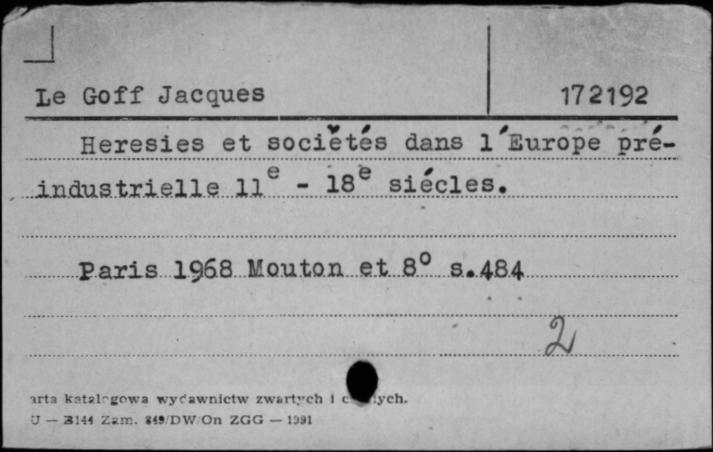 Le Goff Jacques 172192
Heresies et sociétés dans l'Europe pré-
industrielle 11e - 18e siécles.
Paris 1968 Mouton et 8° s.484
2
arta katalogowa wydawnictw zwartych i
U — B144 Zam. 849/DW/On ZGG — 1991